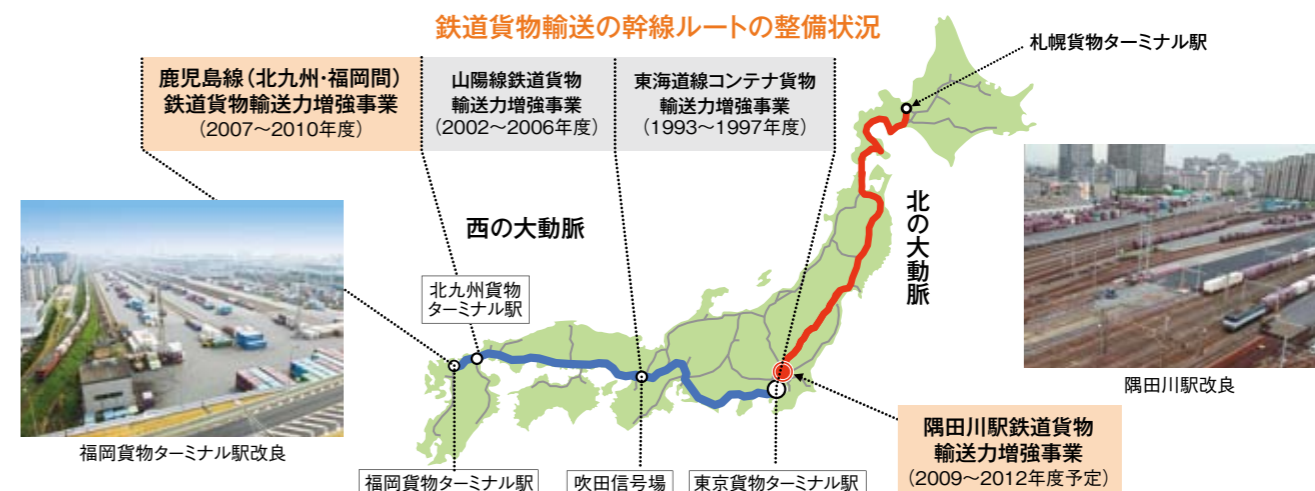 鉄道貨物輸送の幹線ルートの整備状況
鹿児島線（北九州・福岡間）
鉄道貨物輸送力増強事業
（2007～2010年度）
山陽線鉄道貨物
輸送力増強事業
（2002～2006年度）
東海道線コンテナ貨物
輸送力増強事業
（1993～1997年度）
札幌貨物ターミナル駅
西の大動脈
北の大動脈
北九州貨物
ターミナル駅
福岡貨物ターミナル駅改良
隅田川駅改良
福岡貨物ターミナル駅
吹田信号場
東京貨物ターミナル駅
隅田川駅鉄道貨物
輸送力増強事業
（2009～2012年度予定）